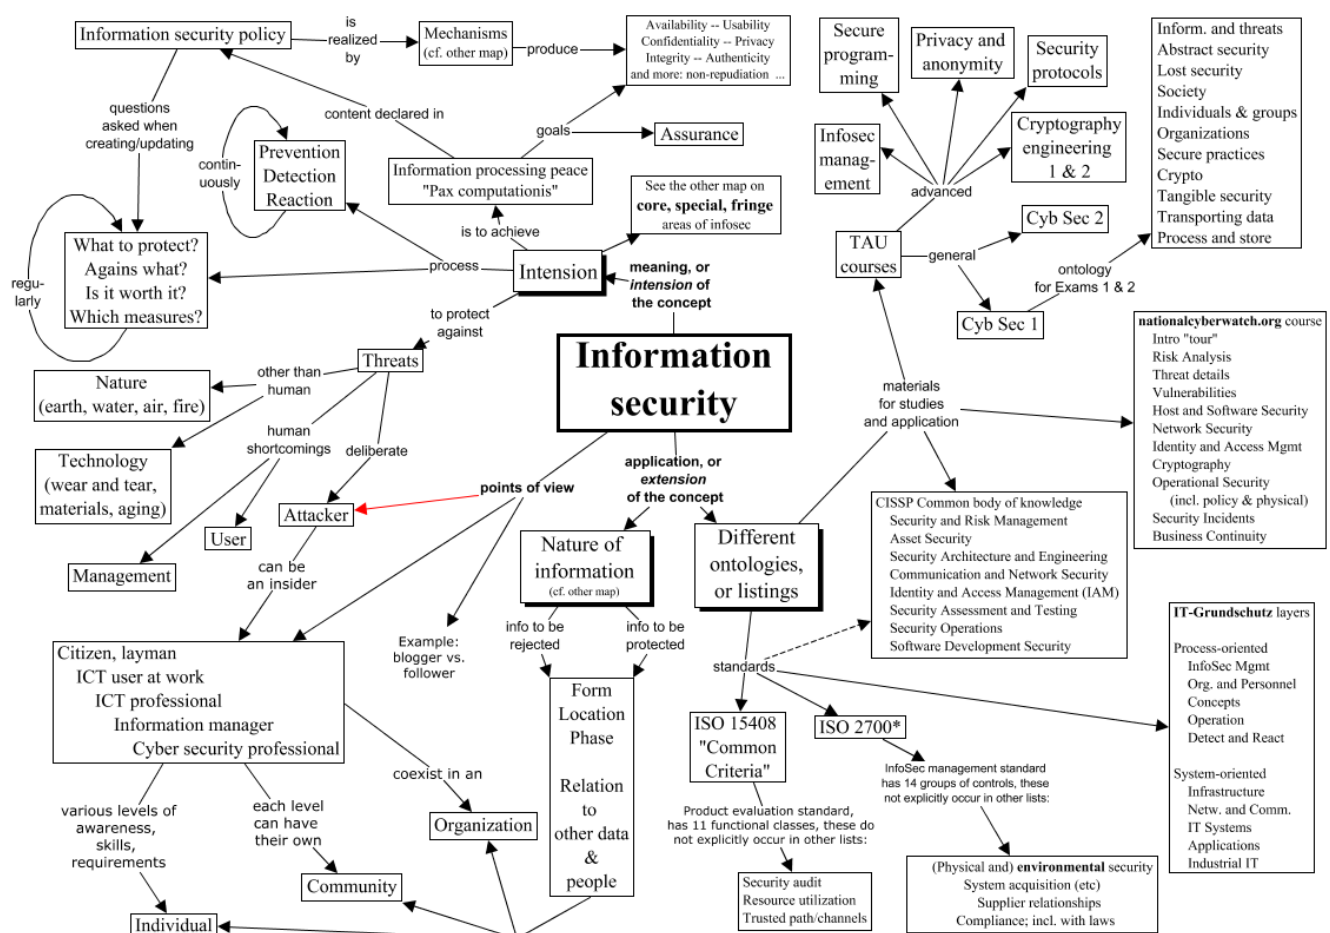 Information security policy
is
realized
by
Mechanisms
(cf. other map)
produce
Availability -- Usability
Confidentiality -- Privacy
Integrity -- Authenticity
and more: non-repudiation ...
questions
asked when
creating/updating
content declared in
goals
Assurance
contin-
uously
Prevention
Detection
Reaction
Information processing peace
"Pax computationis"
See the other map on
core, special, fringe
areas of infosec
is to achieve
What to protect?
Agains what?
Is it worth it?
Which measures?
regu-
larly
process
Intension
meaning, or
intension of
the concept
to protect
against
Threats
Information
security
other than
human
Nature
(earth, water, air, fire)
human
shortcomings
deliberate
Technology
(wear and tear,
materials, aging)
Attacker
User
Management
points of view
application, or
extension
of the concept
can be
an insider
Nature of
information
(cf. other map)
Different
ontologies,
or listings
Example:
blogger vs.
follower
info to be
rejected
info to be
protected
Citizen, layman
ICT user at work
ICT professional
Information manager
Cyber security professional
Form
Location
Phase
Relation
to
other data
&
people
coexist in an
various levels of
awareness,
skills,
requirements
each level
can have
their own
Organization
Community
Individual
Secure
program-
ming
Privacy and
anonymity
Security
protocols
Infosec
manag-
ement
Cryptography
engineering
1 & 2
advanced
TAU
courses
general
Cyb Sec 2
Cyb Sec 1
ontology
for Exams 1 & 2
Inform. and threats
Abstract security
Lost security
Society
Individuals & groups
Organizations
Secure practices
Crypto
Tangible security
Transporting data
Process and store
materials
for studies
and application
nationalcyberwatch.org course
Intro "tour"
Risk Analysis
Threat details
Vulnerabilities
Host and Software Security
Network Security
Identity and Access Mgmt
Cryptography
Operational Security
(incl. policy & physical)
Security Incidents
Business Continuity
CISSP Common body of knowledge
Security and Risk Management
Asset Security
Security Architecture and Engineering
Communication and Network Security
Identity and Access Management (IAM)
Security Assessment and Testing
Security Operations
Software Development Security
standards
ISO 15408
"Common
Criteria"
ISO 2700*
Product evaluation standard,
has 11 functional classes, these do
not explicitly occur in other lists:
Security audit
Resource utilization
Trusted path/channels
InfoSec management standard
has 14 groups of controls, these
not explicitly occur in other lists:
(Physical and) environmental security
System acquisition (etc)
Supplier relationships
Compliance; incl. with laws
IT-Grundschutz layers
Process-oriented
InfoSec Mgmt
Org. and Personnel
Concepts
Operation
Detect and React
System-oriented
Infrastructure
Netw. and Comm.
IT Systems
Applications
Industrial IT